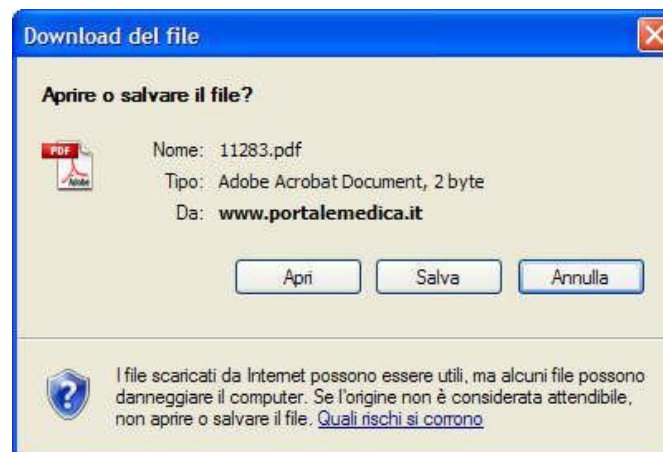 Download del file
Aprire o salvare il file?
PDF
Adobe
Nome: 11283.pdf
Tipo: Adobe Acrobat Document, 2 byte
Da: www.portalemedica.it
Apri Salva Annulla
I file scaricati da Internet possono essere utili, ma alcuni file possono
danneggiare il computer. Se l'origine non è considerata attendibile,
non aprire o salvare il file. Quali rischi si corrono